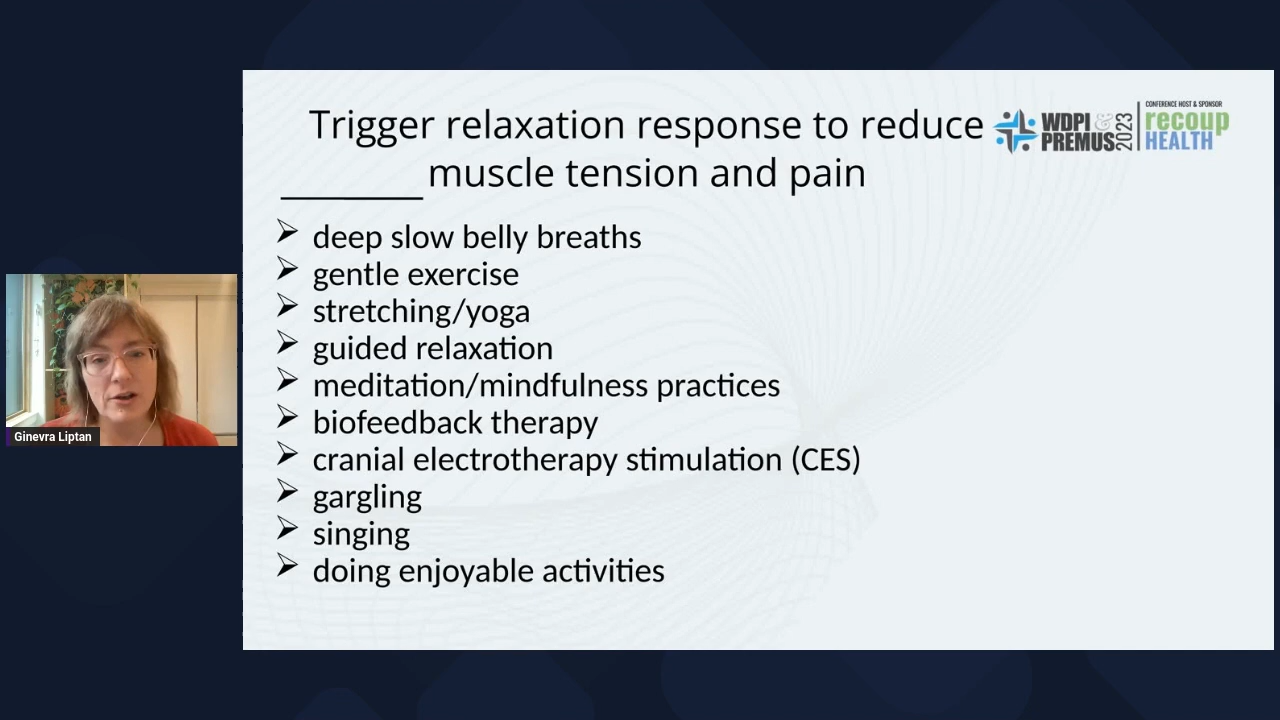 Trigger relaxation response to reduce
muscle tension and pain
WDPI &
PREMUS 2023
CONFERENCE HOST & SPONSOR
recoup
HEALTH
➢ deep slow belly breaths
➢ gentle exercise
➢ stretching/yoga
➢ guided relaxation
➢ meditation/mindfulness practices
➢ biofeedback therapy
➢ cranial electrotherapy stimulation (CES)
➢ gargling
➢ singing
➢ doing enjoyable activities
Ginevra Liptan